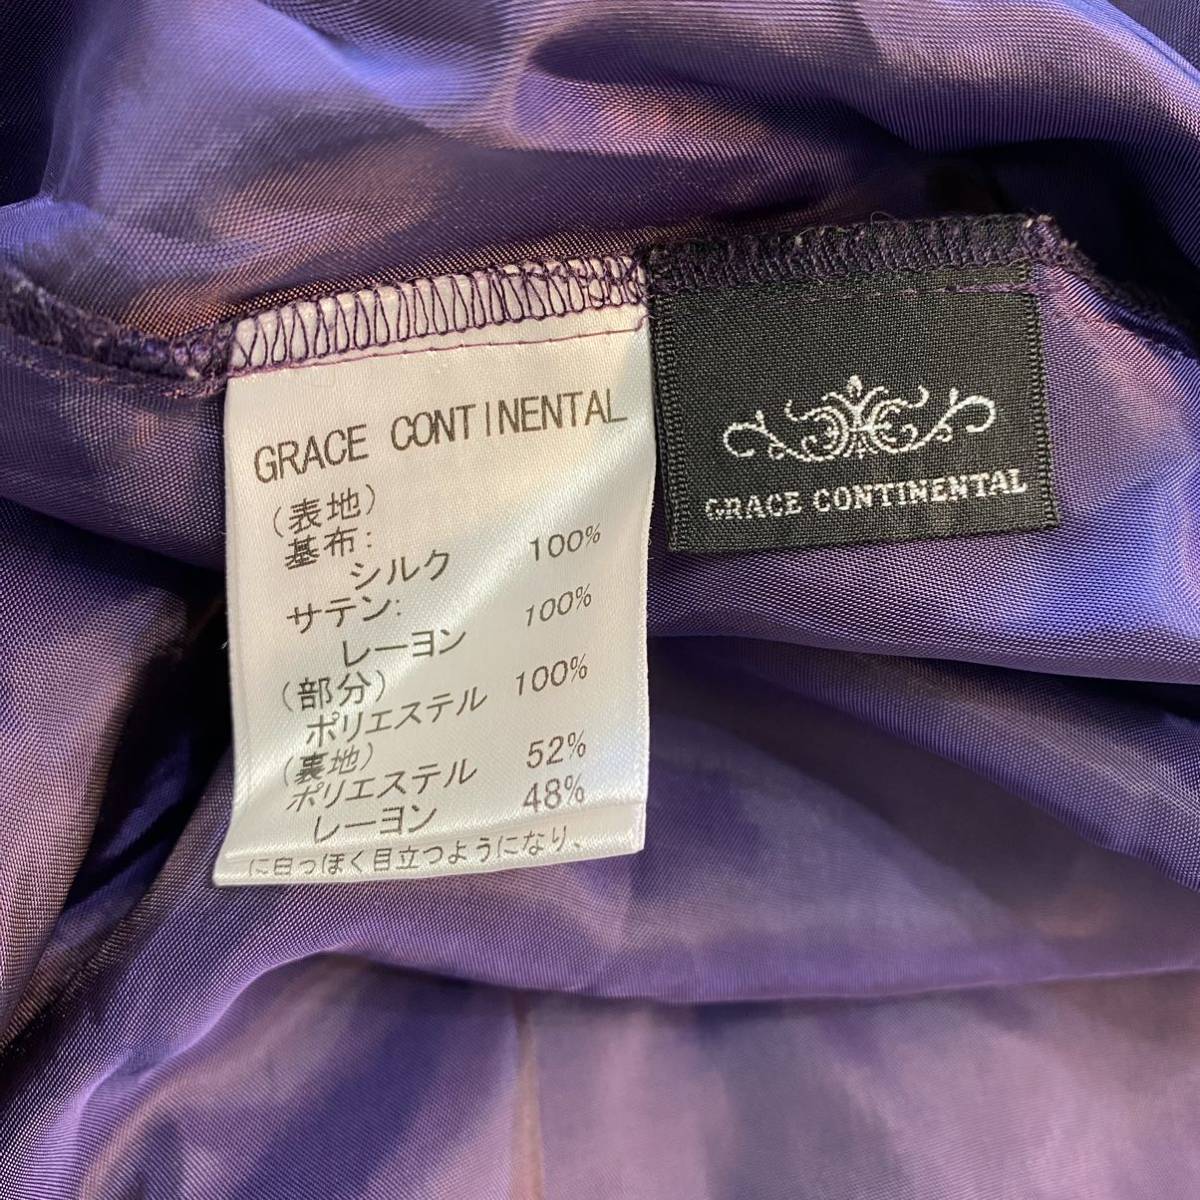 GRACE CONTINENTAL
(表地)
基布:
シルク 100%
サテン:
レーヨン 100%
(部分)
ポリエステル 100%
(裏地)
ポリエステル 52%
レーヨン 48%
に白っぽく目立つようになり、
GRACE CONTINENTAL